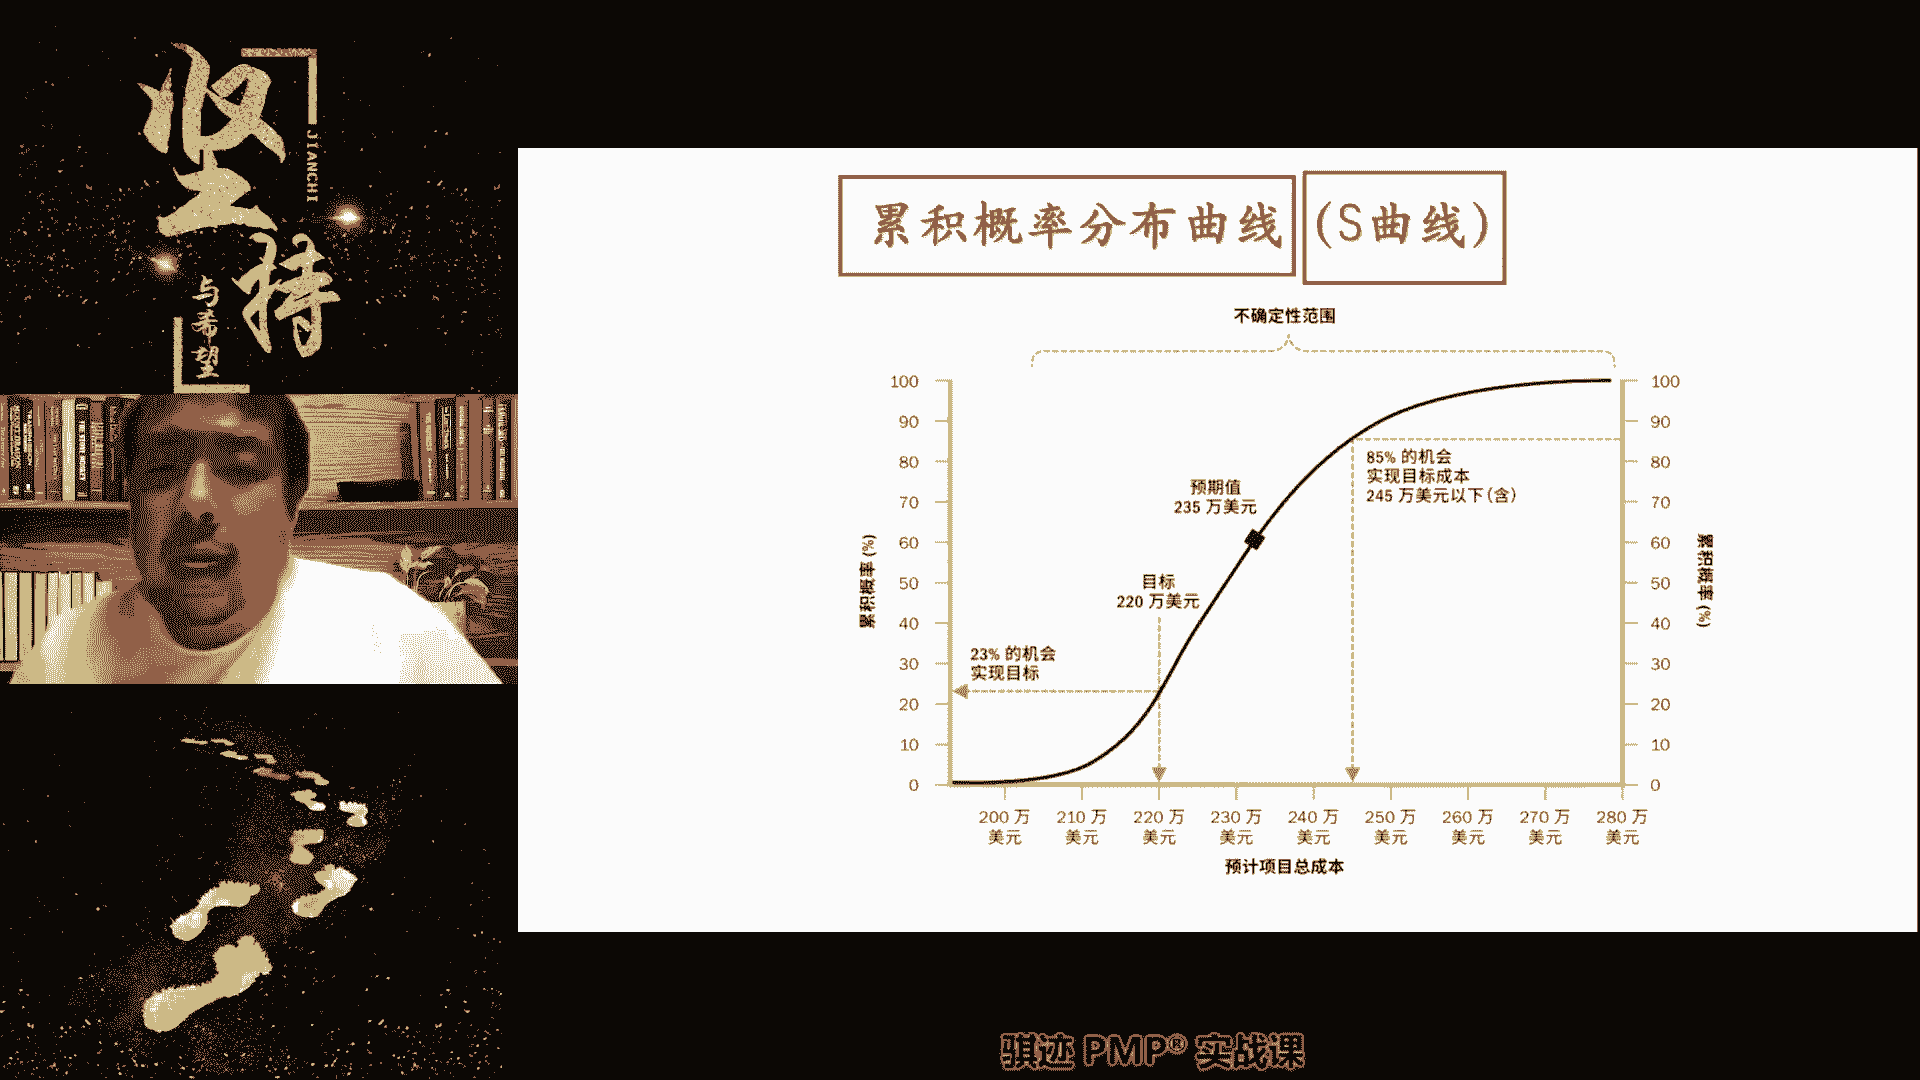 坚持
JIANCHI
与希望
累积概率分布曲线(S曲线)
不确定性范围
100
90
80
70
60
50
40
30
20
10
0
累积概率 (%)
23% 的机会
实现目标
目标
220 万美元
预期值
235 万美元
85% 的机会
实现目标成本
245 万美元以下(含)
100
90
80
70
60
50
40
30
20
10
0
累积概率 (%)
200 万美元
210 万美元
220 万美元
230 万美元
240 万美元
250 万美元
260 万美元
270 万美元
280 万美元
预计项目总成本
骐迹 PMP® 实战课